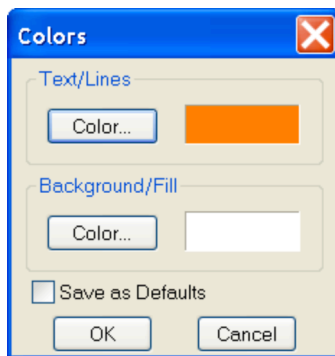 Colors
Text/Lines
Color...
Background/Fill
Color...
Save as Defaults
OK Cancel